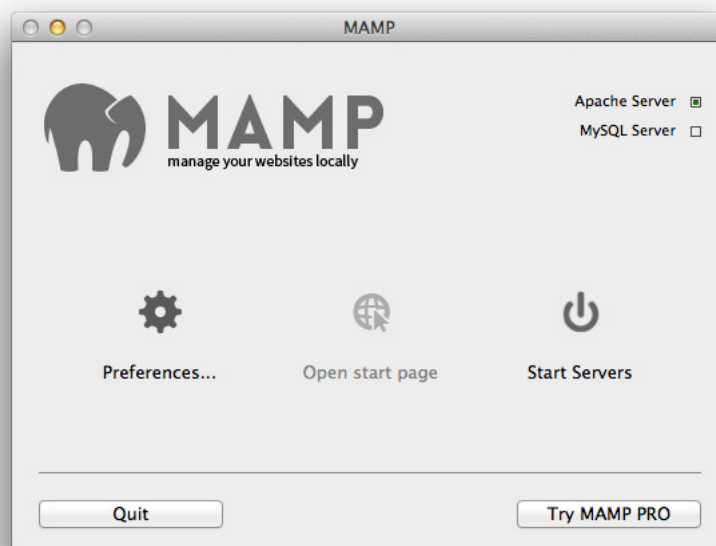 MAMP
MAMP
manage your websites locally
Apache Server
MySQL Server
Preferences...
Open start page
Start Servers
Quit
Try MAMP PRO